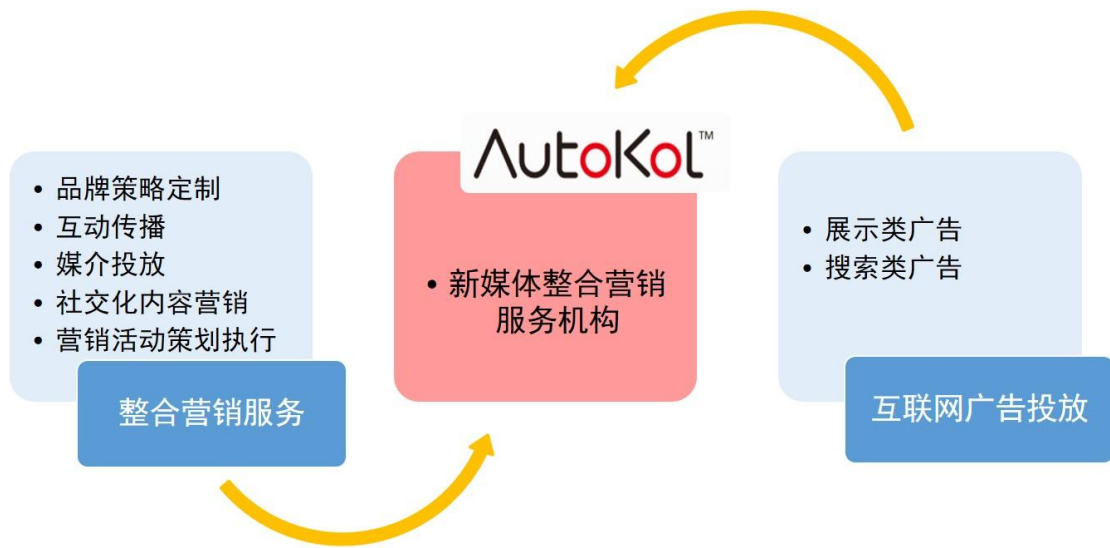 • 品牌策略定制
• 互动传播
• 媒介投放
• 社交化内容营销
• 营销活动策划执行
整合营销服务
AutoKol™
• 新媒体整合营销
服务机构
• 展示类广告
• 搜索类广告
互联网广告投放